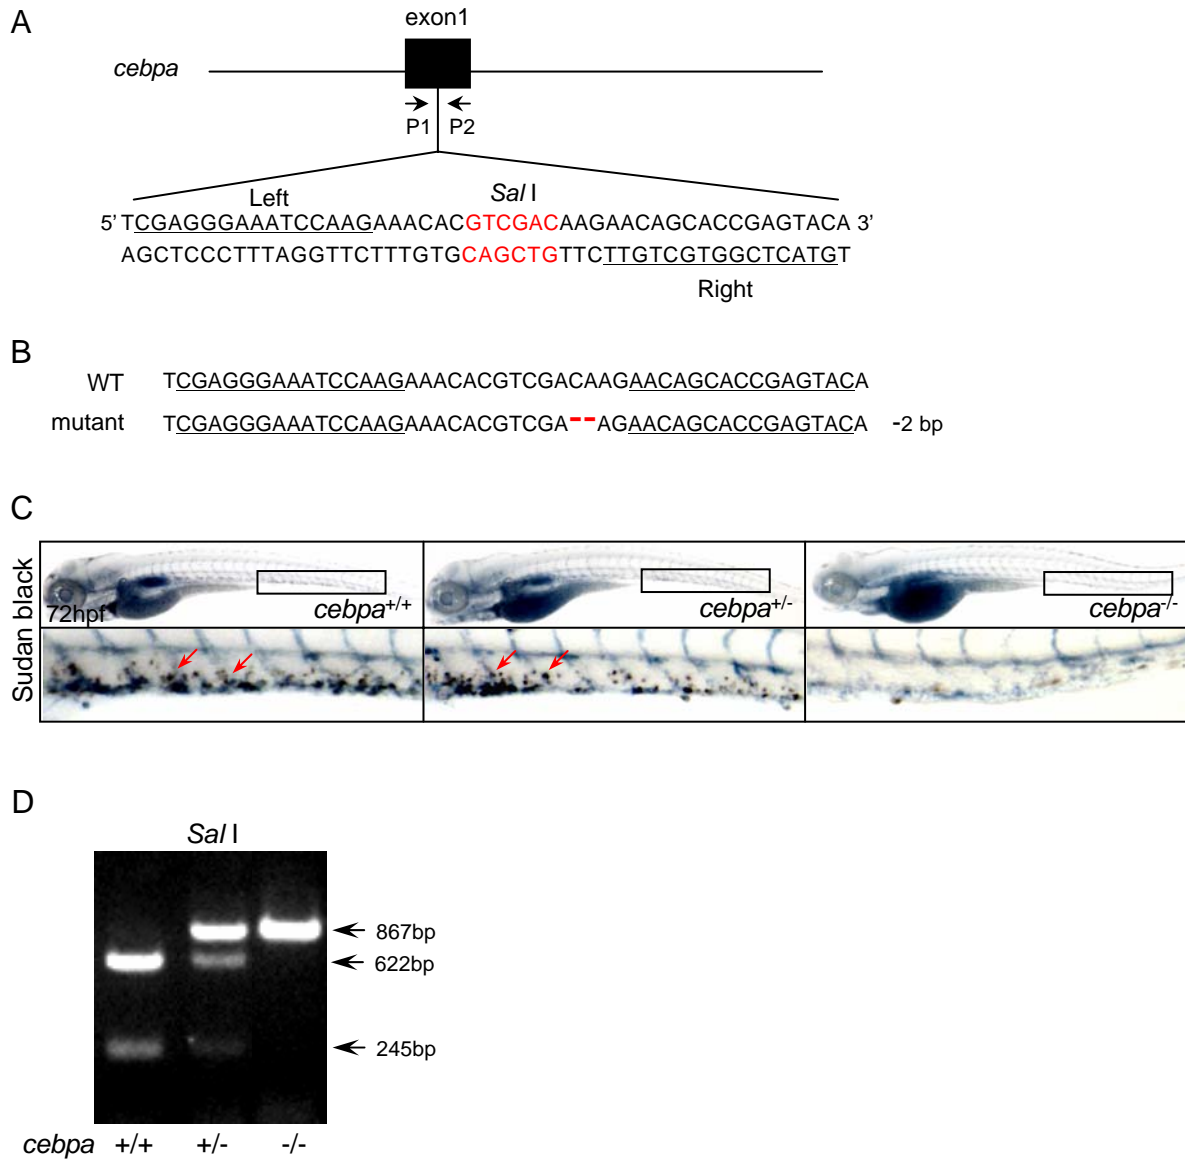 A
exon1
cebpa
P1 P2
Left
Sal I
5' TCGAGGGAAATCCAAGAAACACGTCGACAAGAACAGCACCGAGTACA 3'
AGCTCCCTTTAGGTTCTTTGTGCAGCTGTTCTTGTCGTGGCTCATGT
Right
B
WT TCGAGGGAAATCCAAGAAACACGTCGACAAGAACAGCACCGAGTACA
mutant TCGAGGGAAATCCAAGAAACACGTCGA--AGAACAGCACCGAGTACA -2 bp
C
Sudan black
72hpf
cebpa+/+
cebpa+/-
cebpa-/-
D
Sal I
867bp
622bp
245bp
cebpa +/+ +/- -/-